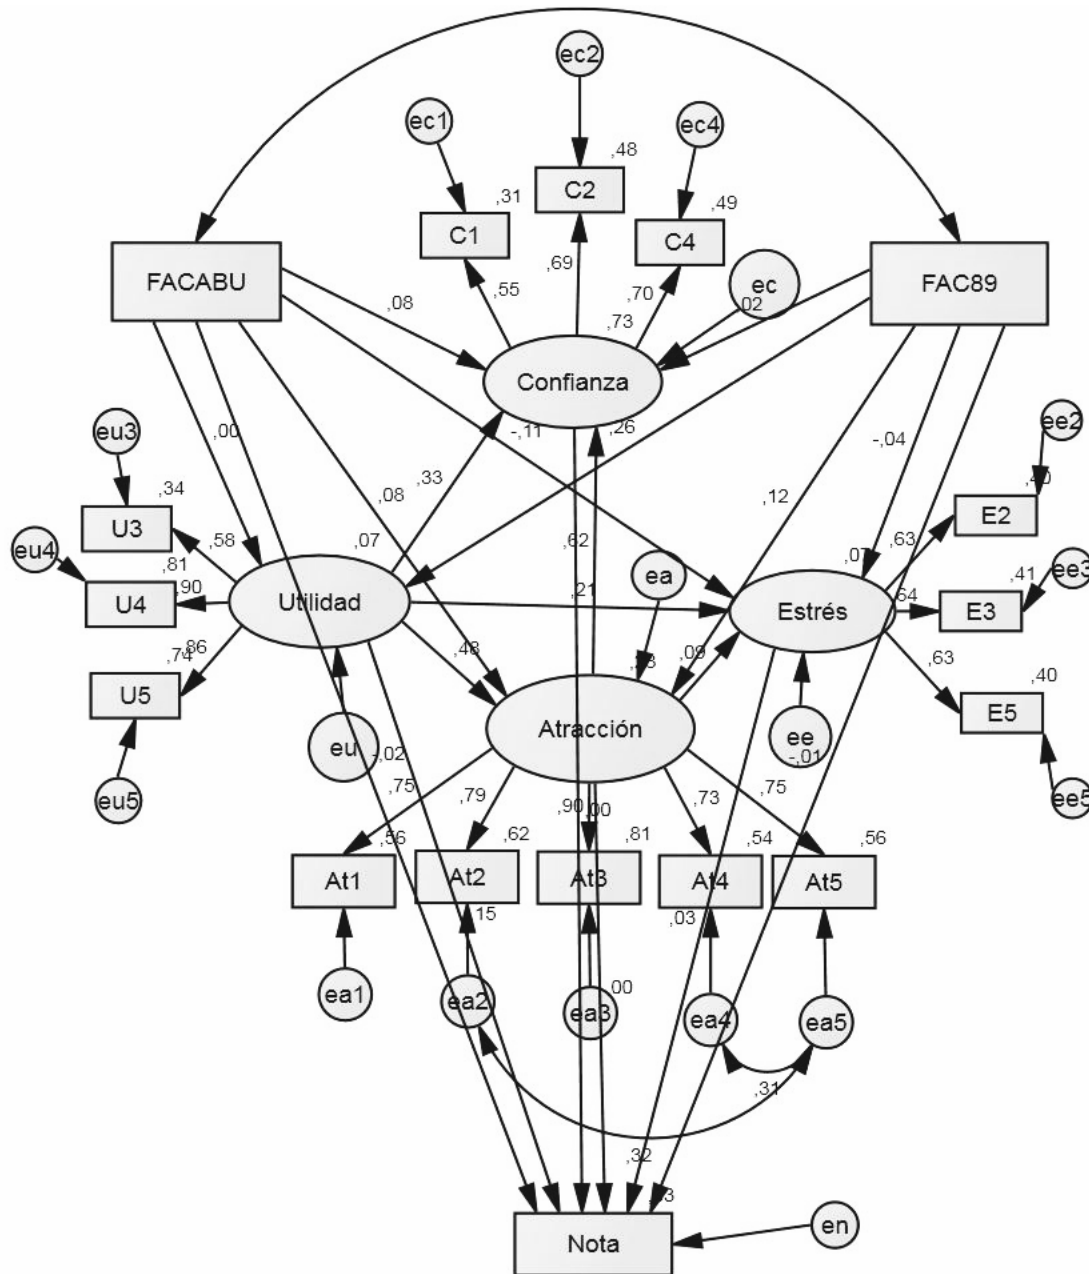 ec2
ec1
ec4
,48
C2
,31
,49
C1
C4
FACABU
FAC89
,69
ec
,55
,70
02
,08
,73
Confianza
eu3
ee2
,00
-,11
,26
-,04
,33
,34
,08
,12
U3
E2
eu4
,58
,07
,62
,63
ee3
,81
ea
,07
,41
U4
,90
Utilidad
,21
Estrés
,64
E3
,86
,74
,48
,09
,63
,40
U5
Atracción
E5
eu
ee
-,02
-,01
eu5
,75
,79
,90
,00
,73
,75
ee5
,56
,62
,81
,54
,56
At1
At2
At3
At4
At5
15
,03
ea1
ea2
ea3
00
ea4
ea5
,31
,32
Nota
en